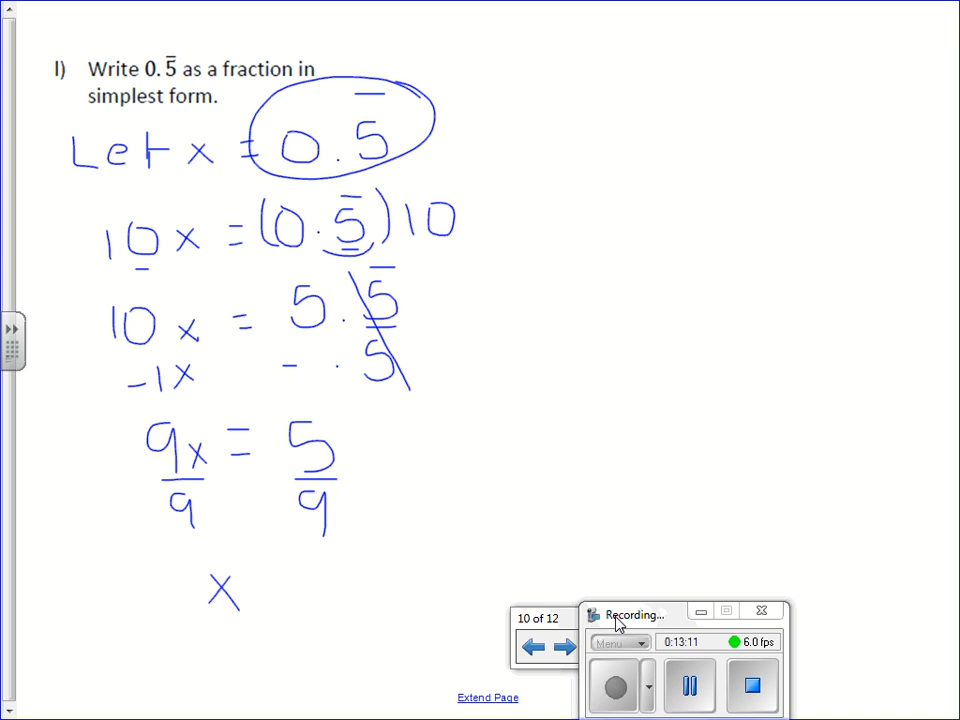 l) Write 0.5̅ as a fraction in
simplest form.
Let x = 0.5̅
10x = (0.5̅)10
10x = 5.5̅
-1x - .5
9x = 5
9 9
x
10 of 12
Recording...
Menu 0:13:11 6.0 fps
Extend Page